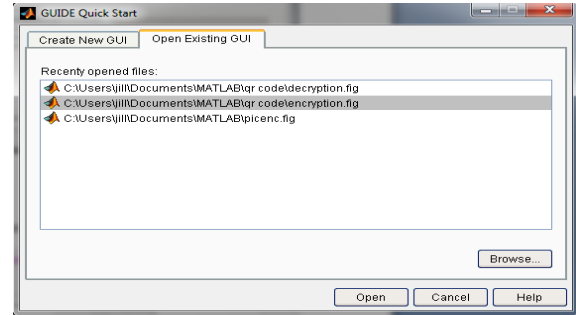 GUIDE Quick Start
Create New GUI Open Existing GUI
Recently opened files:
C:\Users\jill\Documents\MATLAB\qr code\decryption.fig
C:\Users\jill\Documents\MATLAB\qr code\encryption.fig
C:\Users\jill\Documents\MATLAB\picenc.fig
Browse...
Open Cancel Help